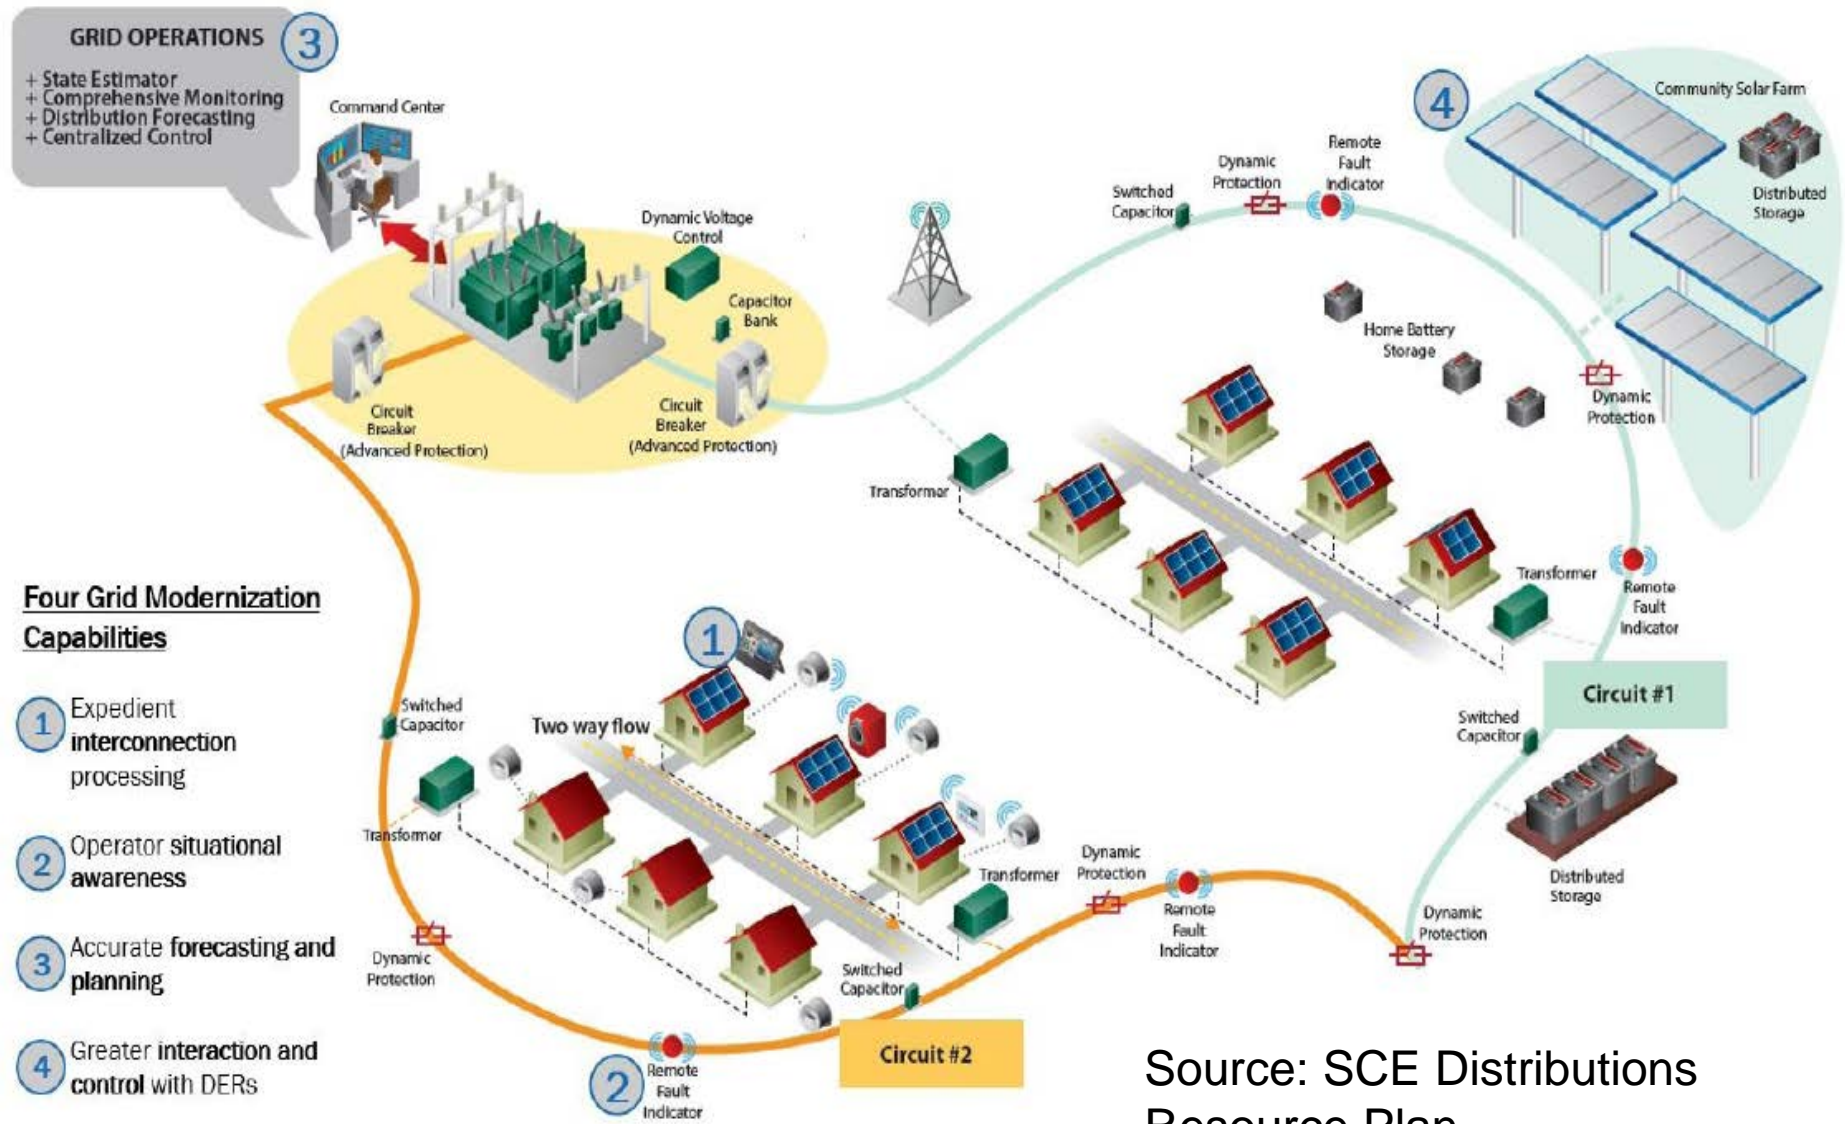 GRID OPERATIONS
3
+ State Estimator
+ Comprehensive Monitoring
+ Distribution Forecasting
+ Centralized Control
Command Center
Dynamic Voltage
Control
Capacitor
Bank
Circuit
Breaker
(Advanced Protection)
Circuit
Breaker
(Advanced Protection)
Switched
Capacitor
Dynamic
Protection
Remote
Fault
Indicator
4
Community Solar Farm
Distributed
Storage
Home Battery
Storage
Dynamic
Protection
Transformer
Transformer
Remote
Fault
Indicator
Circuit #1
Switched
Capacitor
Distributed
Storage
Dynamic
Protection
Four Grid Modernization
Capabilities
1
Expedient
interconnection
processing
2
Operator situational
awareness
3
Accurate forecasting and
planning
4
Greater interaction and
control with DERs
1
Two way flow
Switched
Capacitor
Transformer
Dynamic
Protection
Transformer
Dynamic
Protection
Remote
Fault
Indicator
Switched
Capacitor
Circuit #2
2
Remote
Fault
Indicator
Source: SCE Distributions
Resource Plan